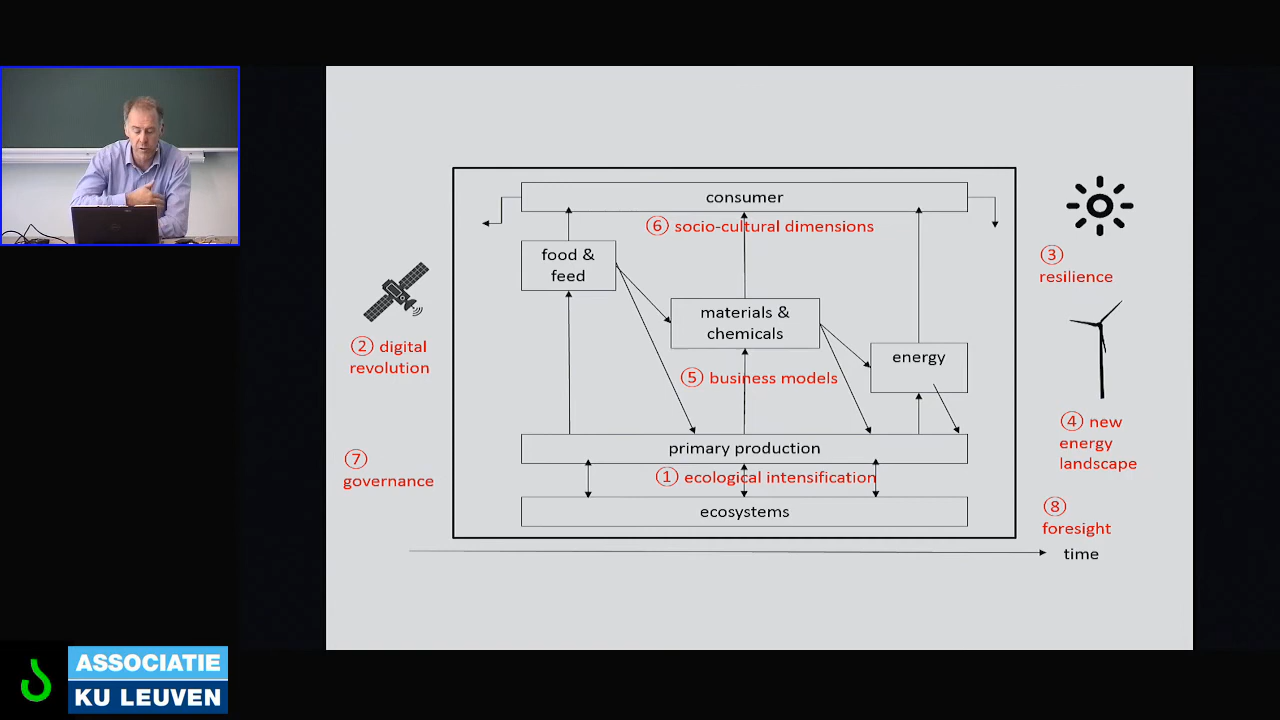 consumer
⑥ socio-cultural dimensions
food &
feed
③
resilience
materials &
chemicals
② digital
revolution
energy
⑤ business models
④ new
energy
landscape
primary production
⑦
governance
① ecological intensification
ecosystems
⑧
foresight
time
ASSOCIATIE
KU LEUVEN